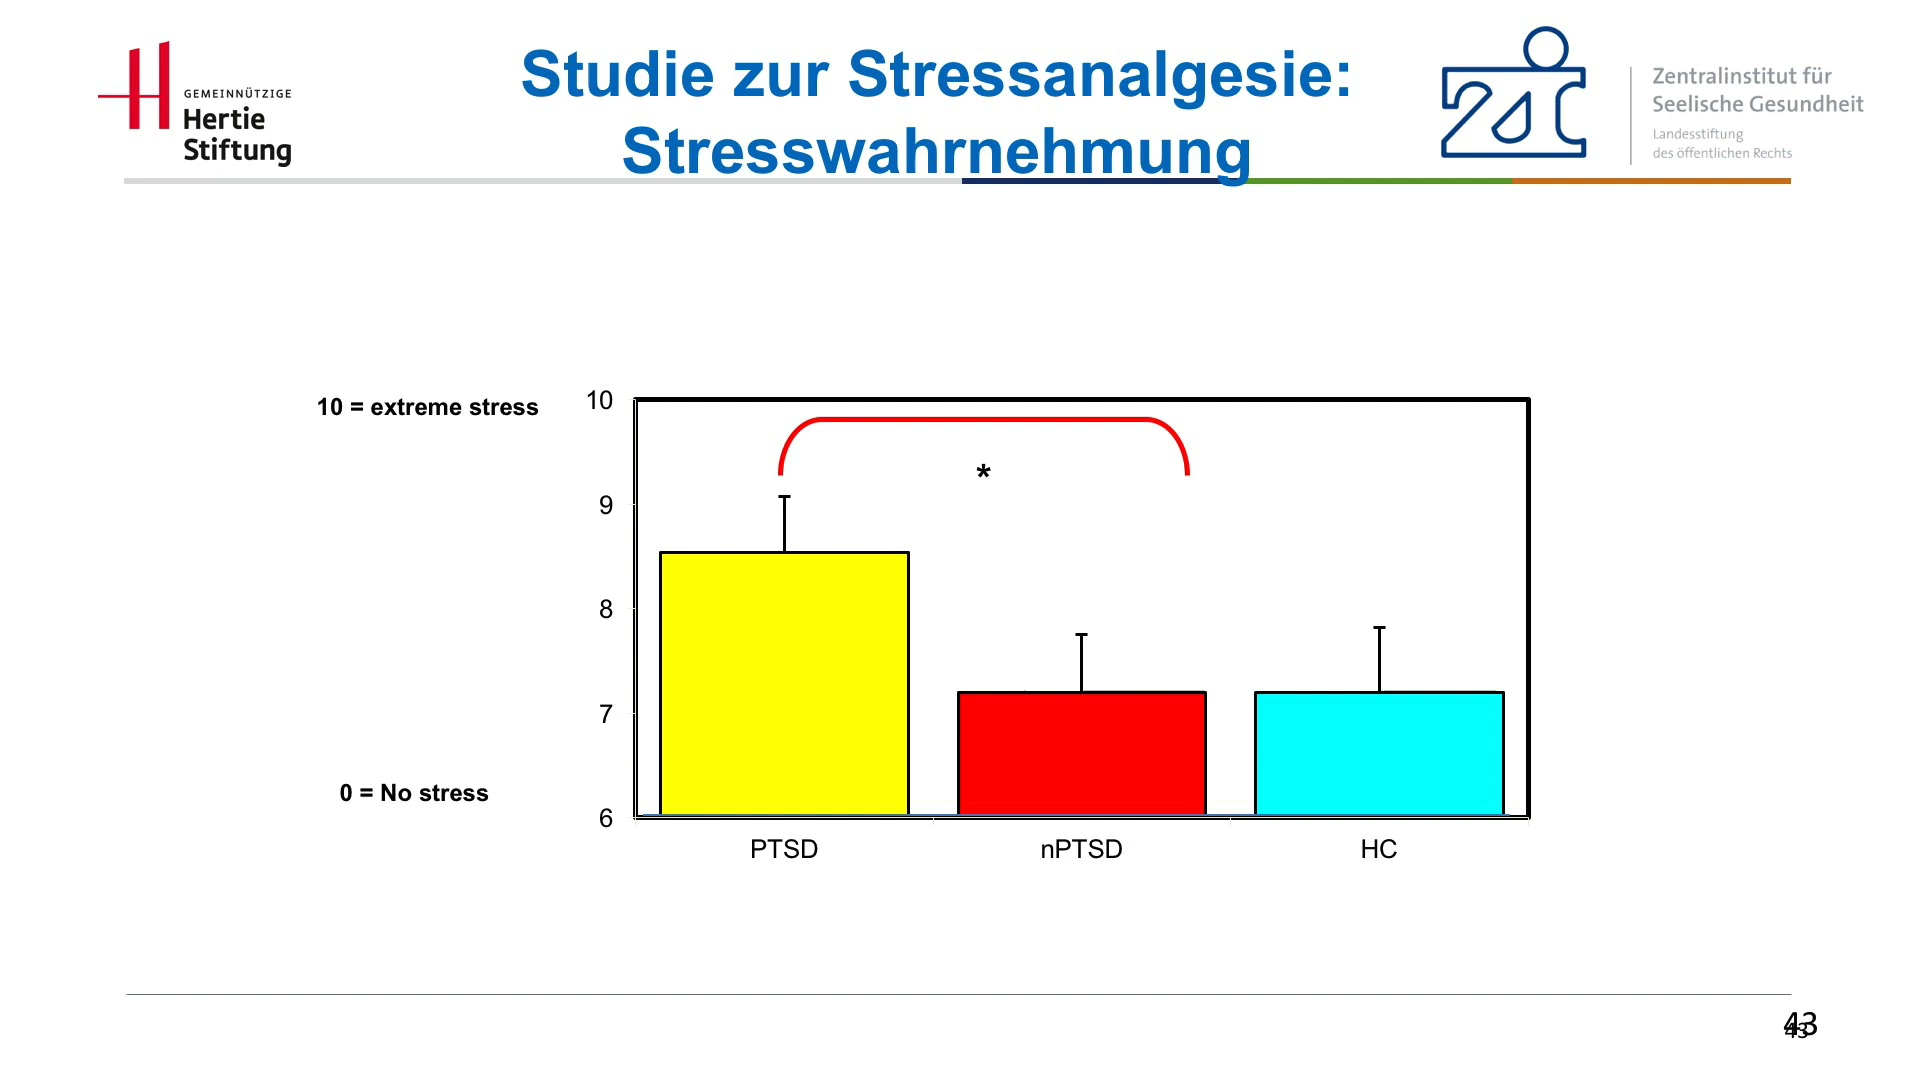 GEMEINNÜTZIGE
Hertie
Stiftung
Studie zur Stressanalgesie:
Stresswahrnehmung
Zentralinstitut für
Seelische Gesundheit
Landesstiftung
des öffentlichen Rechts
10 = extreme stress
10
*
9
8
7
0 = No stress
6
PTSD
nPTSD
HC
43
43